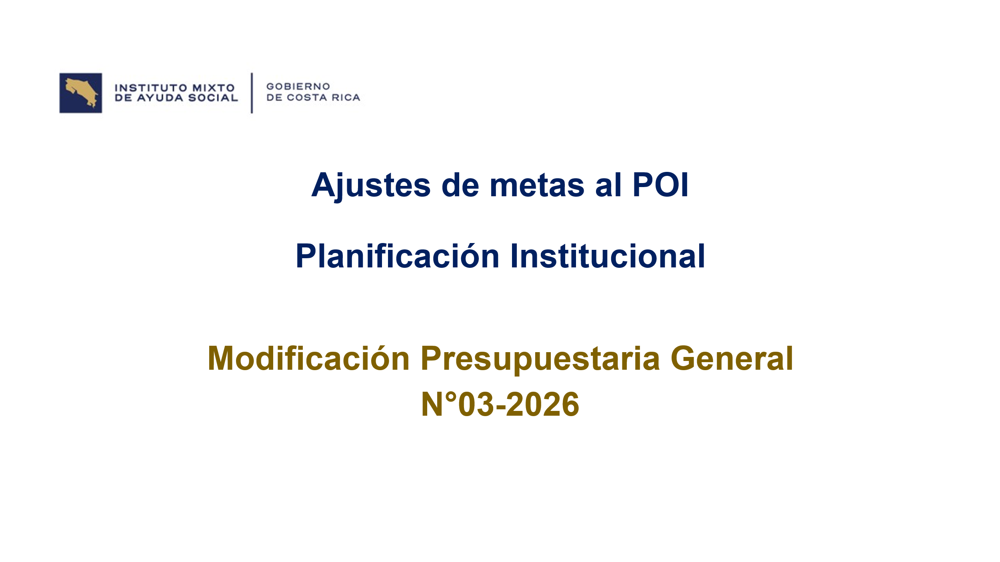 INSTITUTO MIXTO
DE AYUDA SOCIAL
GOBIERNO
DE COSTA RICA
Ajustes de metas al POI
Planificación Institucional
Modificación Presupuestaria General
N°03-2026